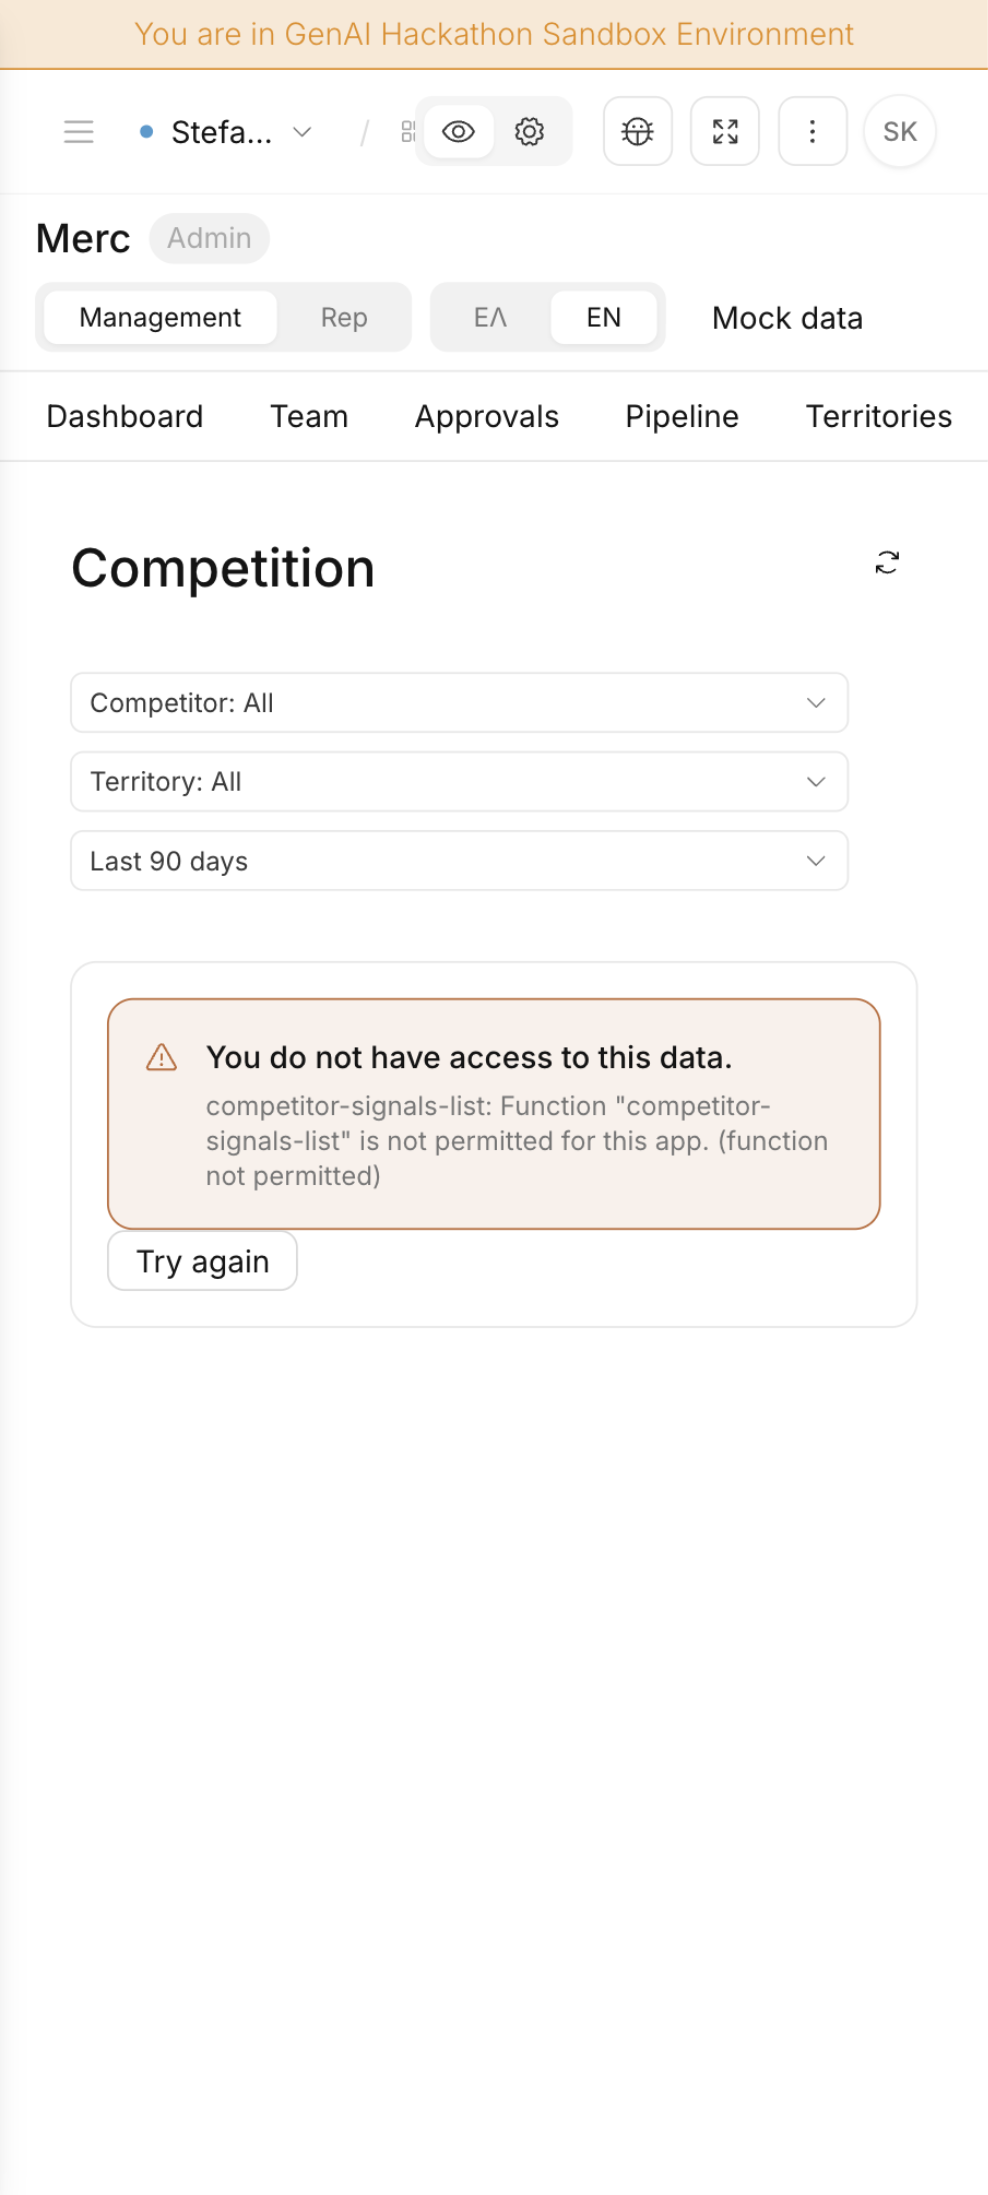 You are in GenAI Hackathon Sandbox Environment
Stefa... /
SK
Merc Admin
Management Rep ΕΛ EN Mock data
Dashboard Team Approvals Pipeline Territories
Competition
Competitor: All
Territory: All
Last 90 days
You do not have access to this data.
competitor-signals-list: Function "competitor-
signals-list" is not permitted for this app. (function
not permitted)
Try again